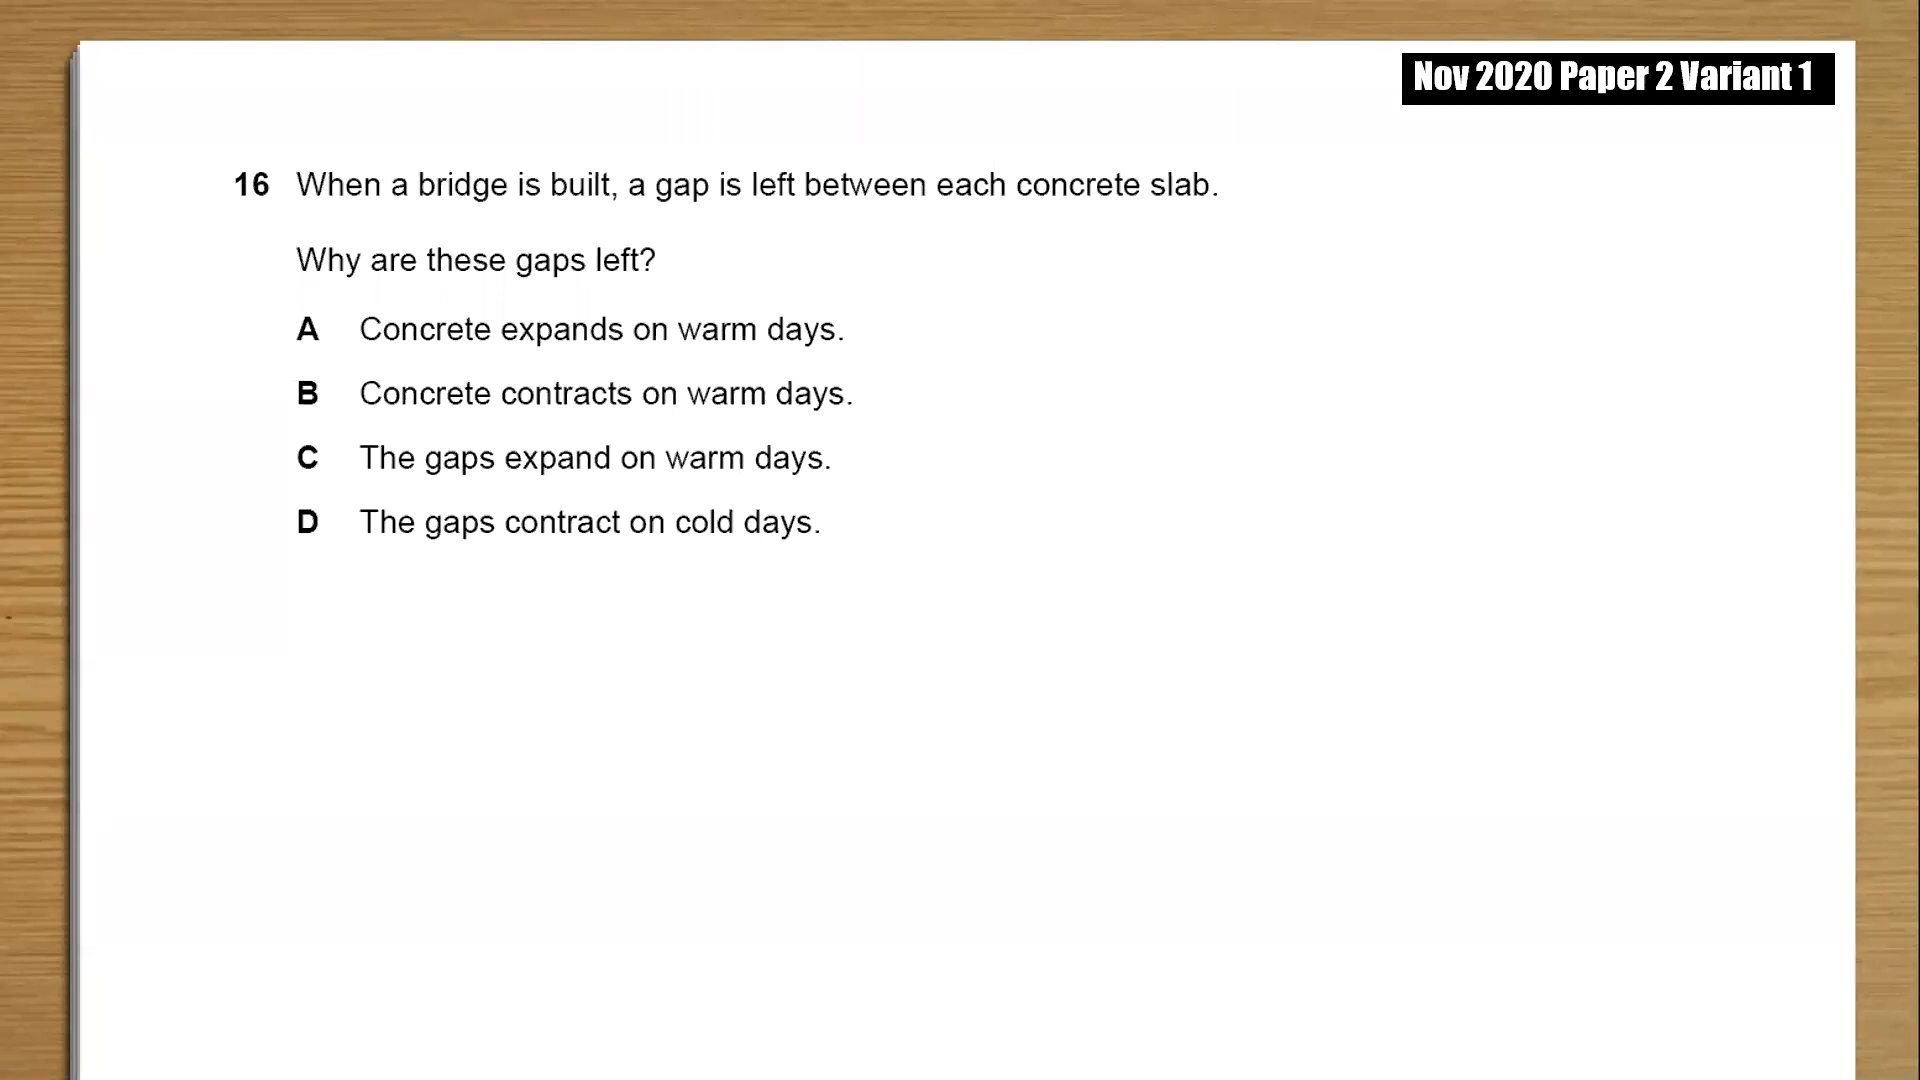 Nov 2020 Paper 2 Variant 1
16 When a bridge is built, a gap is left between each concrete slab.
Why are these gaps left?
A Concrete expands on warm days.
B Concrete contracts on warm days.
C The gaps expand on warm days.
D The gaps contract on cold days.